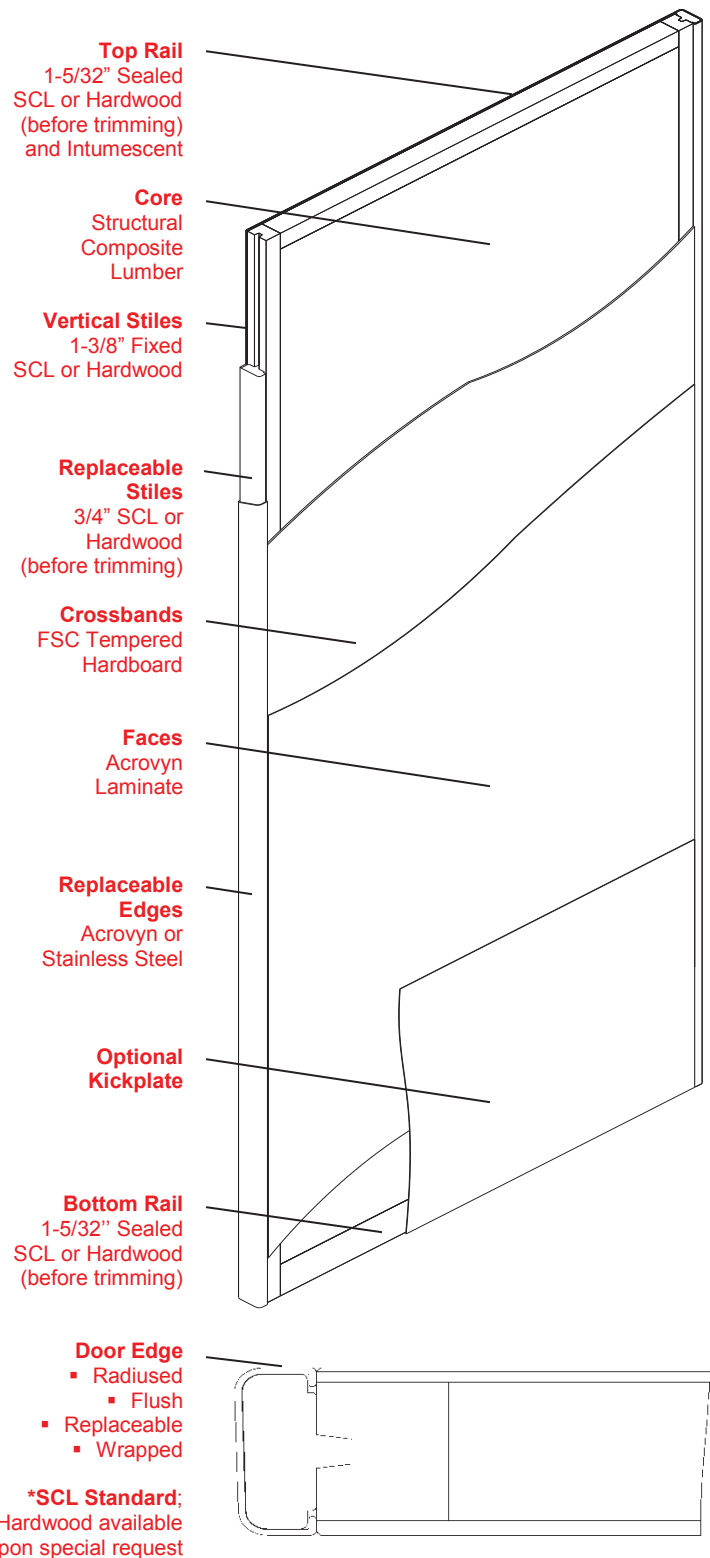 Top Rail
1-5/32” Sealed
SCL or Hardwood
(before trimming)
and Intumescent
Core
Structural
Composite
Lumber
Vertical Stiles
1-3/8” Fixed
SCL or Hardwood
Replaceable
Stiles
3/4” SCL or
Hardwood
(before trimming)
Crossbands
FSC Tempered
Hardboard
Faces
Acrovyn
Laminate
Replaceable
Edges
Acrovyn or
Stainless Steel
Optional
Kickplate
Bottom Rail
1-5/32’’ Sealed
SCL or Hardwood
(before trimming)
Door Edge
▪ Radiused
▪ Flush
▪ Replaceable
▪ Wrapped
*SCL Standard;
Hardwood available
upon special request